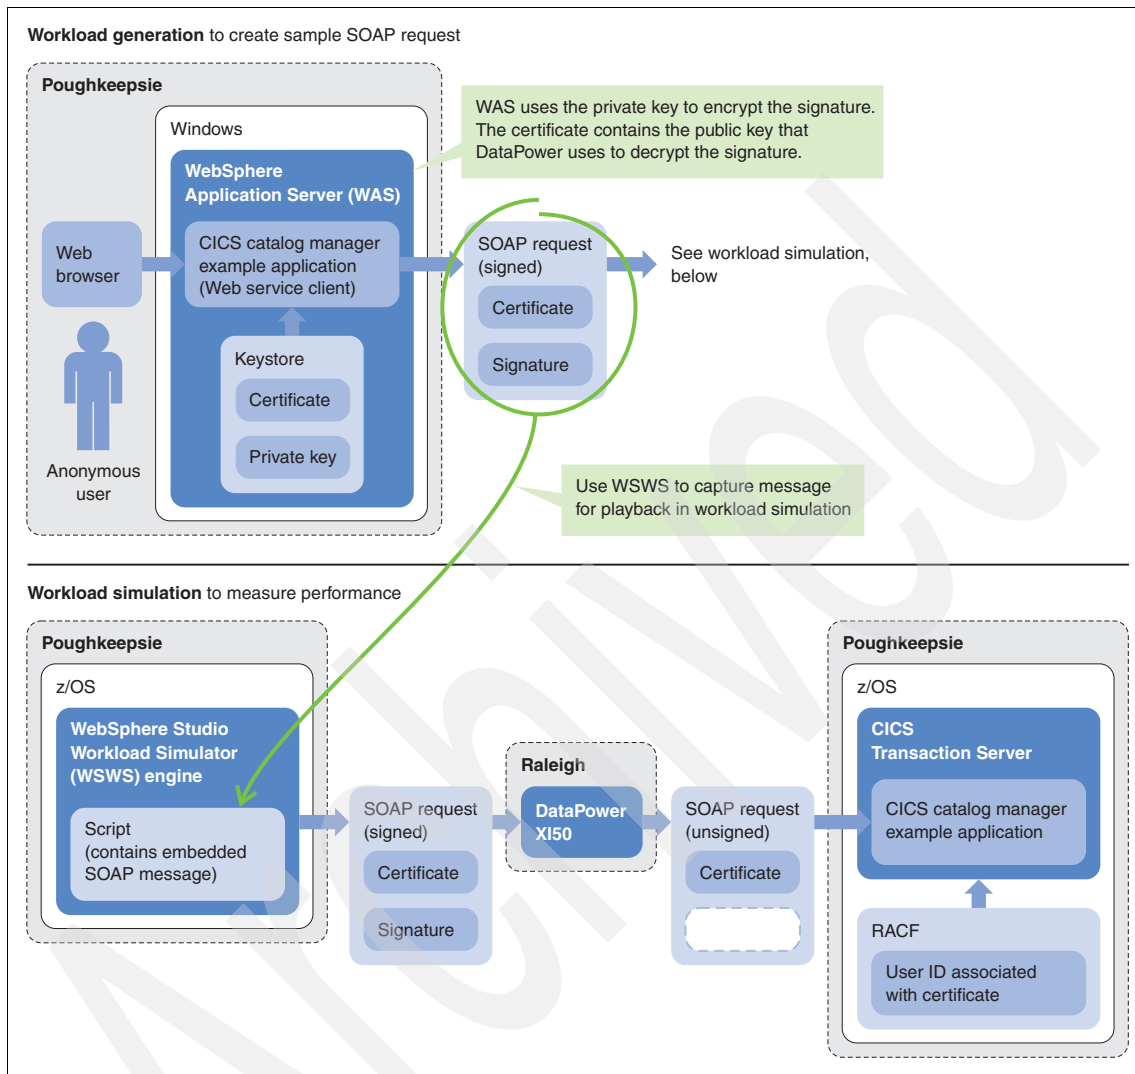 Workload generation to create sample SOAP request
Poughkeepsie
WAS uses the private key to encrypt the signature.
The certificate contains the public key that
DataPower uses to decrypt the signature.
Windows
WebSphere
Application Server (WAS)
Web
browser
CICS catalog manager
example application
(Web service client)
SOAP request
(signed)
Certificate
Signature
See workload simulation,
below
Keystore
Certificate
Private key
Anonymous
user
Use WSWS to capture message
for playback in workload simulation
Workload simulation to measure performance
Poughkeepsie
z/OS
WebSphere Studio
Workload Simulator
(WSWS) engine
Script
(contains embedded
SOAP message)
SOAP request
(signed)
Certificate
Signature
Raleigh
DataPower
XI50
SOAP request
(unsigned)
Certificate
Poughkeepsie
z/OS
CICS
Transaction Server
CICS catalog manager
example application
RACF
User ID associated
with certificate
Archived